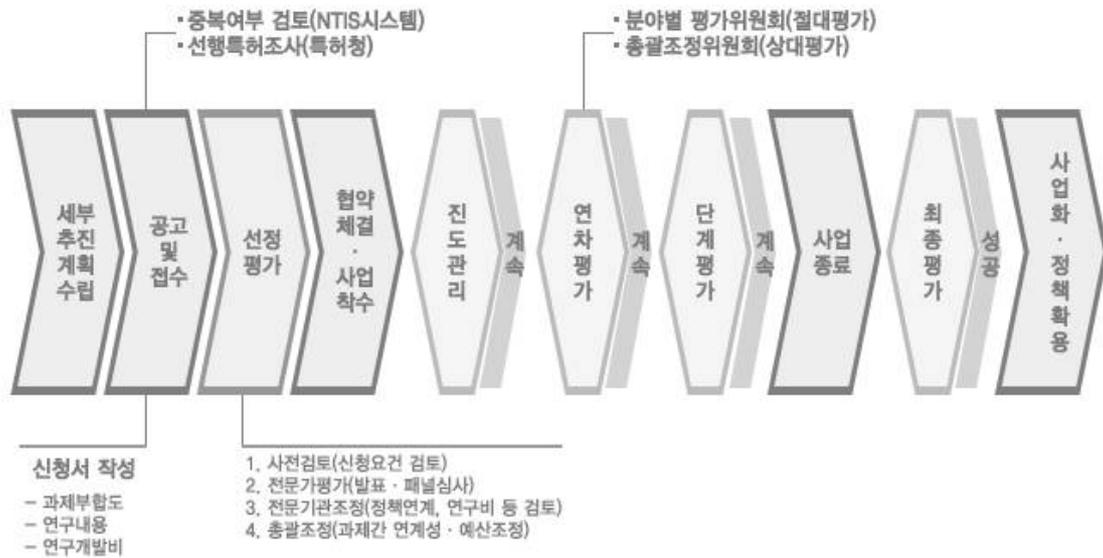 ▪ 중복여부 검토(NTIS시스템)
▪ 선행특허조사(특허청)
▪ 분야별 평가위원회(절대평가)
▪ 총괄조정위원회(상대평가)
세부
추진
계획
수립
공고
및
접수
선정
평가
협약
체결
·
사업
착수
진도관리
계속
연차평가
계속
단계평가
계속
사업
종료
최종평가
성공
사업화·정책확용
신청서 작성
– 과제부합도
– 연구내용
– 연구개발비
1. 사전검토(신청요건 검토)
2. 전문가평가(발표 · 패널심사)
3. 전문기관조정(정책연계, 연구비 등 검토)
4. 총괄조정(과제간 연계성 · 예산조정)